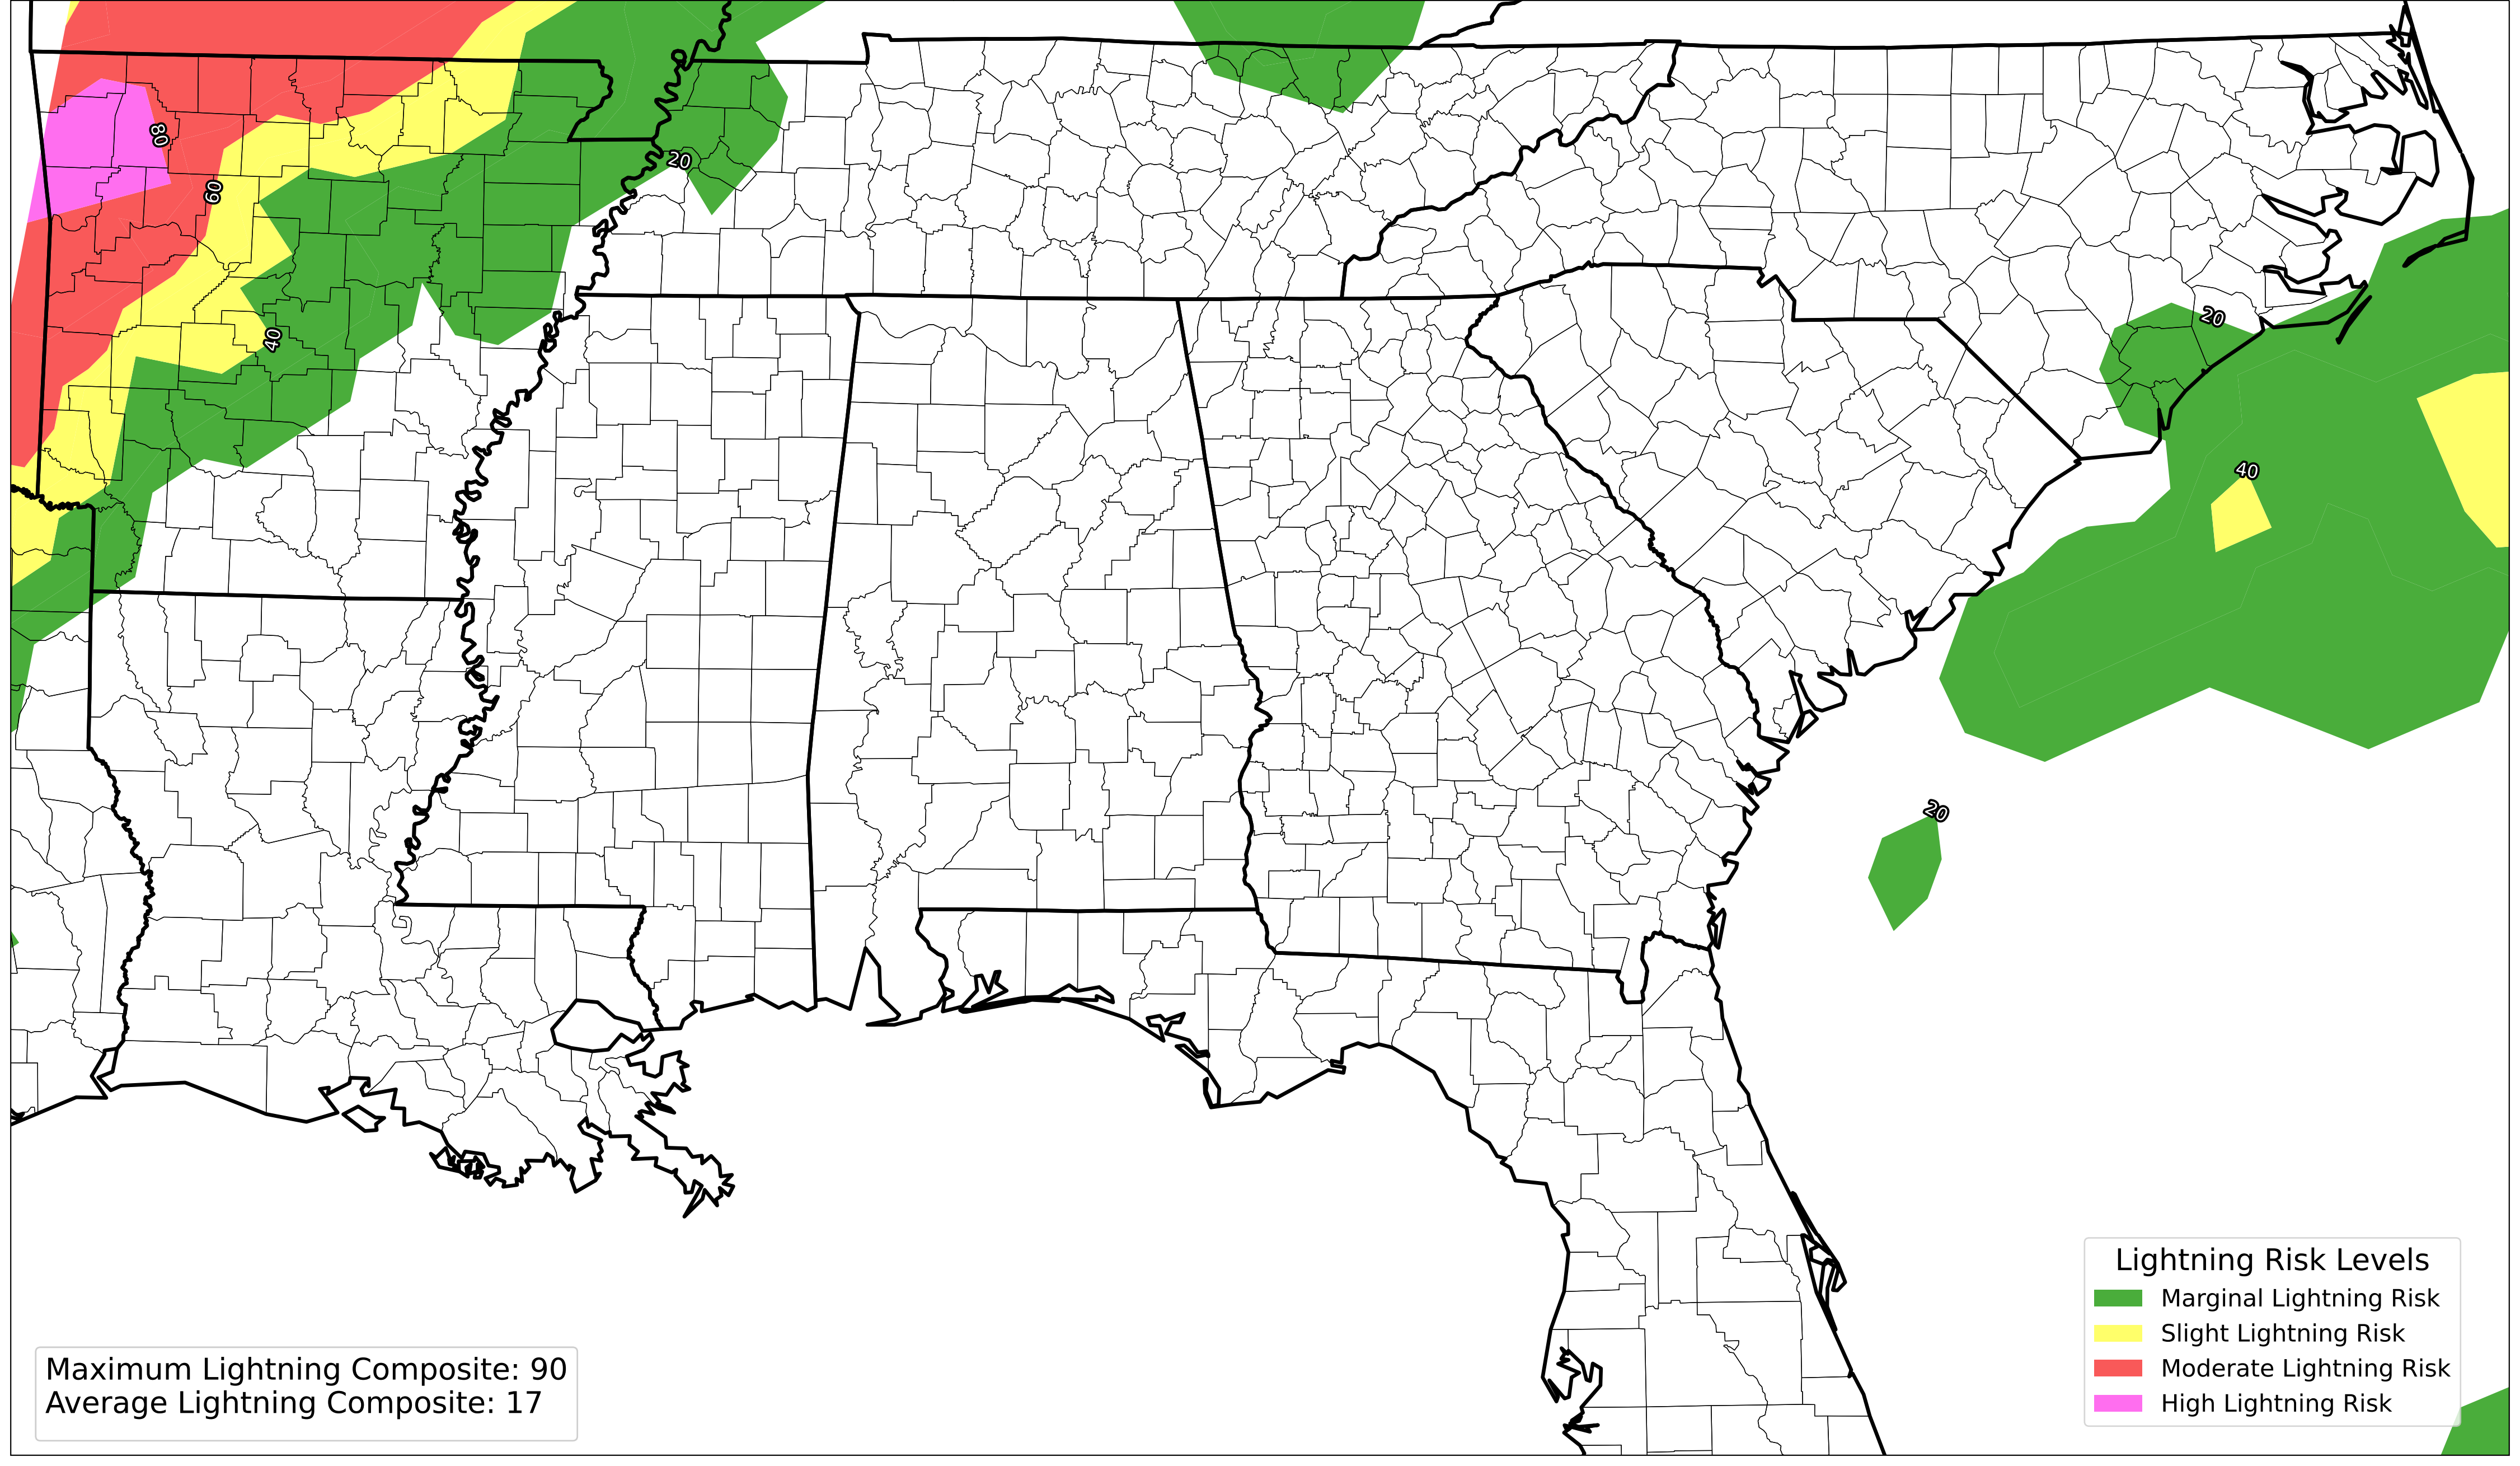 80
20
60
20
40
40
20
Lightning Risk Levels
Marginal Lightning Risk
Slight Lightning Risk
Moderate Lightning Risk
High Lightning Risk
Maximum Lightning Composite: 90
Average Lightning Composite: 17